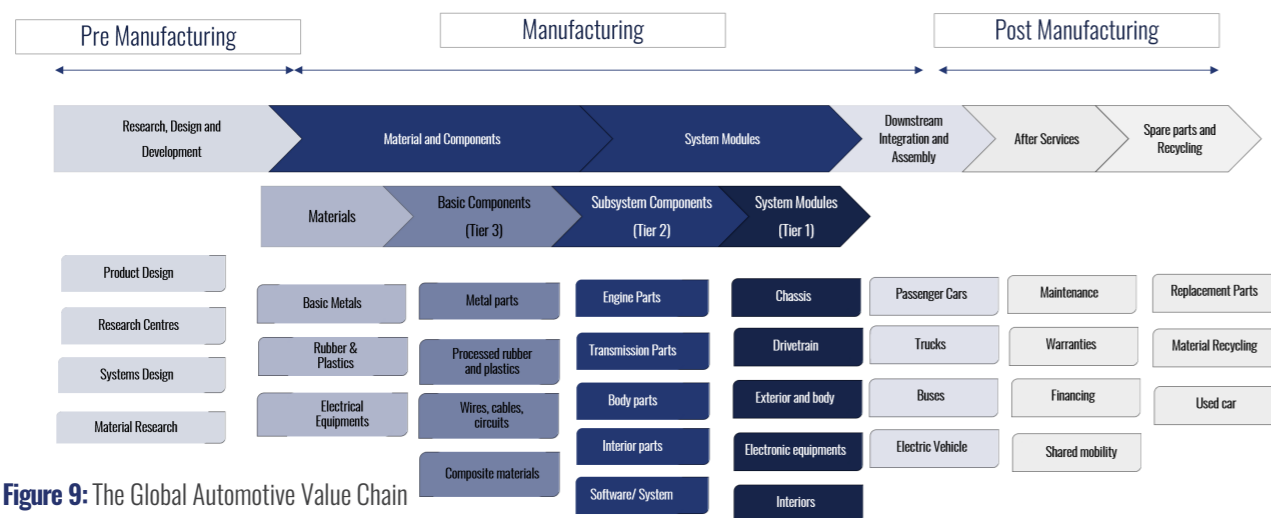 Pre Manufacturing
Manufacturing
Post Manufacturing
Research, Design and
Development
Material and Components
System Modules
Downstream
Integration and
Assembly
After Services
Spare parts and
Recycling
Materials
Basic Components
(Tier 3)
Subsystem Components
(Tier 2)
System Modules
(Tier 1)
Product Design
Research Centres
Systems Design
Material Research
Basic Metals
Rubber &
Plastics
Electrical
Equipments
Metal parts
Processed rubber
and plastics
Wires, cables,
circuits
Composite materials
Engine Parts
Transmission Parts
Body parts
Interior parts
Software/ System
Chassis
Drivetrain
Exterior and body
Electronic equipments
Interiors
Passenger Cars
Trucks
Buses
Electric Vehicle
Maintenance
Warranties
Financing
Shared mobility
Replacement Parts
Material Recycling
Used car
Figure 9: The Global Automotive Value Chain